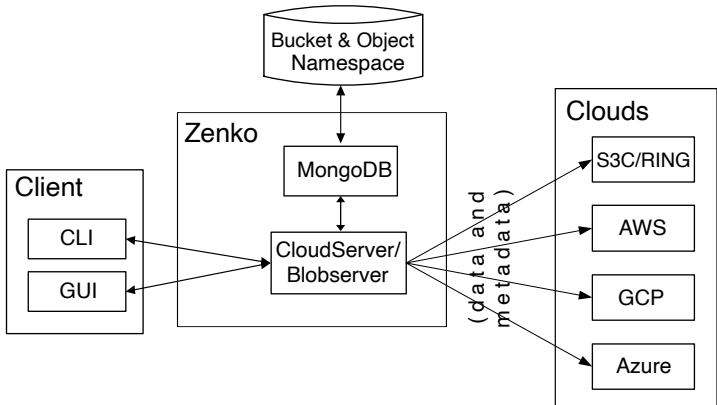 Bucket & Object
Namespace
Zenko
MongoDB
CloudServer/
Blobserver
Client
CLI
GUI
(data and
metadata)
Clouds
S3C/RING
AWS
GCP
Azure